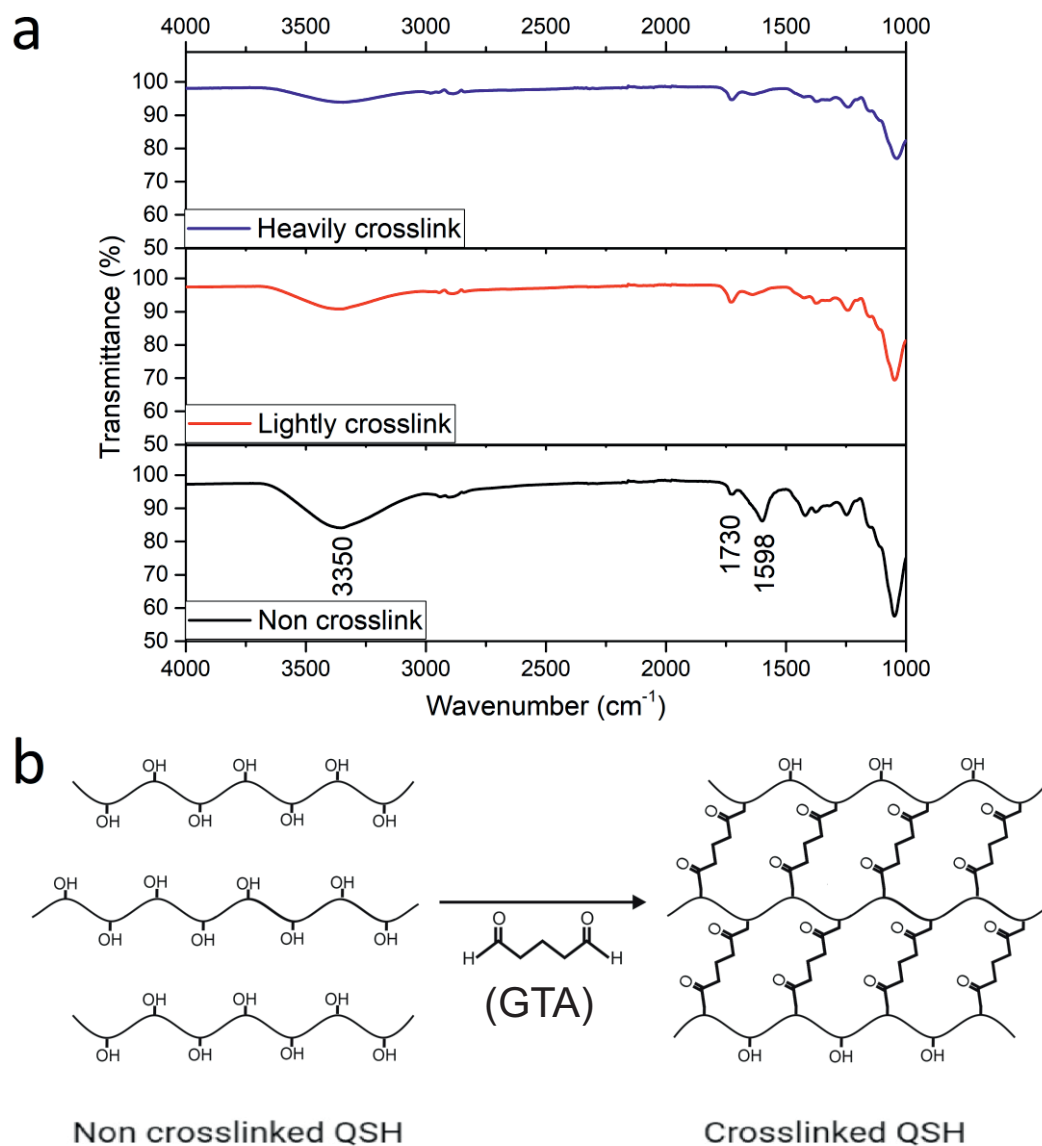 a
4000 3500 3000 2500 2000 1500 1000
100
90
80
70
60
50
Heavily crosslink
100
90
80
70
60
50
Lightly crosslink
100
90
80
70
60
50
Non crosslink
3350
1730
1598
Transmittance (%)
4000 3500 3000 2500 2000 1500 1000
Wavenumber (cm⁻¹)
b
OH OH OH
OH OH OH OH
OH OH OH OH
OH OH OH OH
OH OH OH
OH OH OH OH
O O
H H
(GTA)
OH OH OH
O O O O
O O O O
O O O O
O O O O
OH OH OH
Non crosslinked QSH
Crosslinked QSH